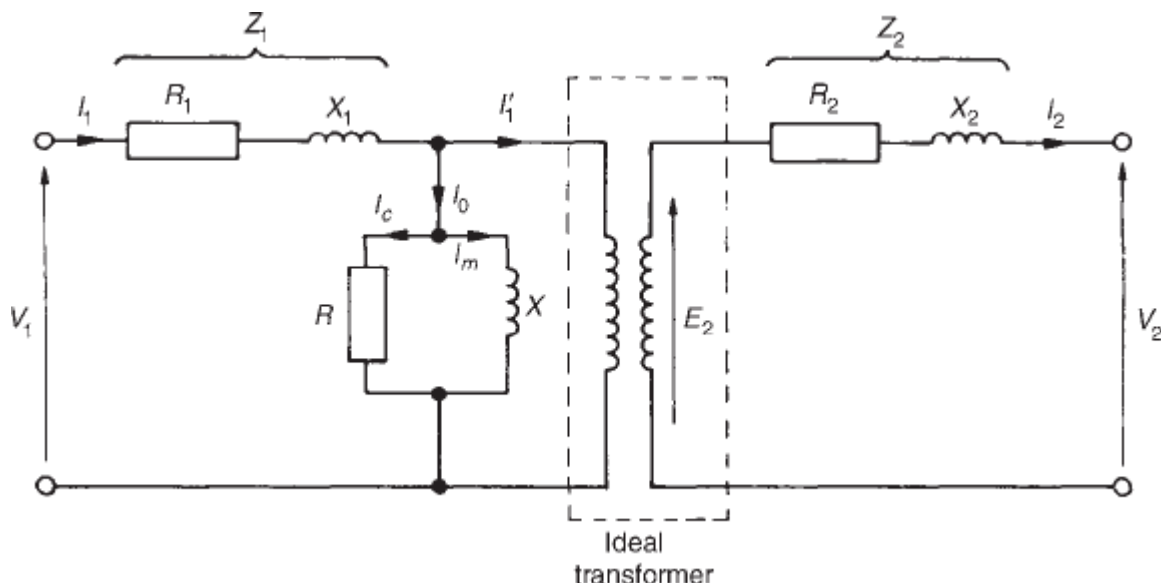 Z1 Z2
I1 R1 X1 I'1 R2 X2 I2
I0
Ic
Im
V1 R X E2 V2
Ideal
transformer